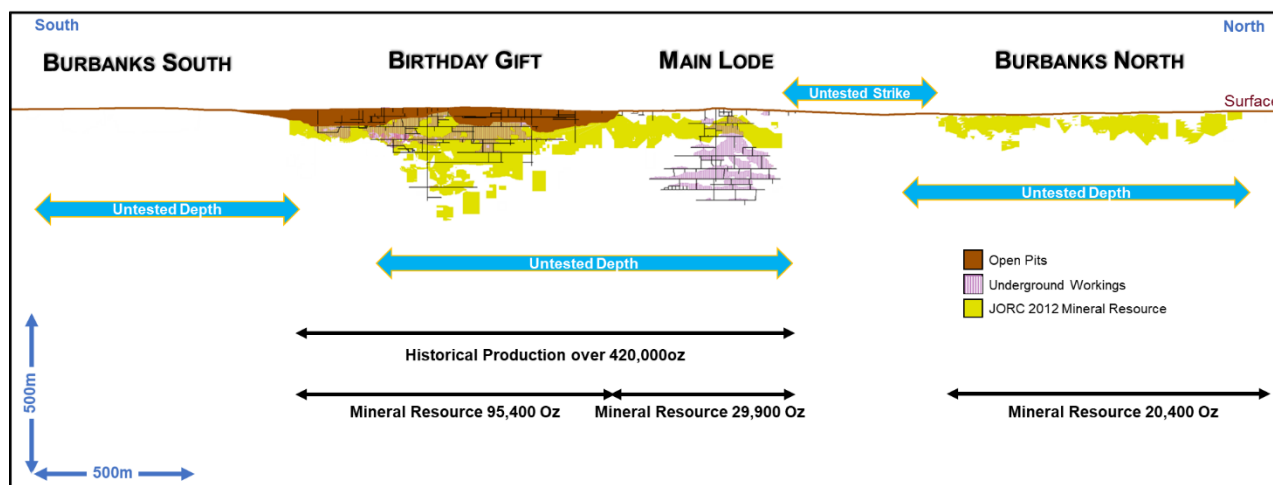 South
North
BURBANKS SOUTH
BIRTHDAY GIFT
MAIN LODE
BURBANKS NORTH
Untested Strike
Surface
Untested Depth
Untested Depth
Untested Depth
Open Pits
Underground Workings
JORC 2012 Mineral Resource
Historical Production over 420,000oz
Mineral Resource 95,400 Oz
Mineral Resource 29,900 Oz
Mineral Resource 20,400 Oz
500m
500m